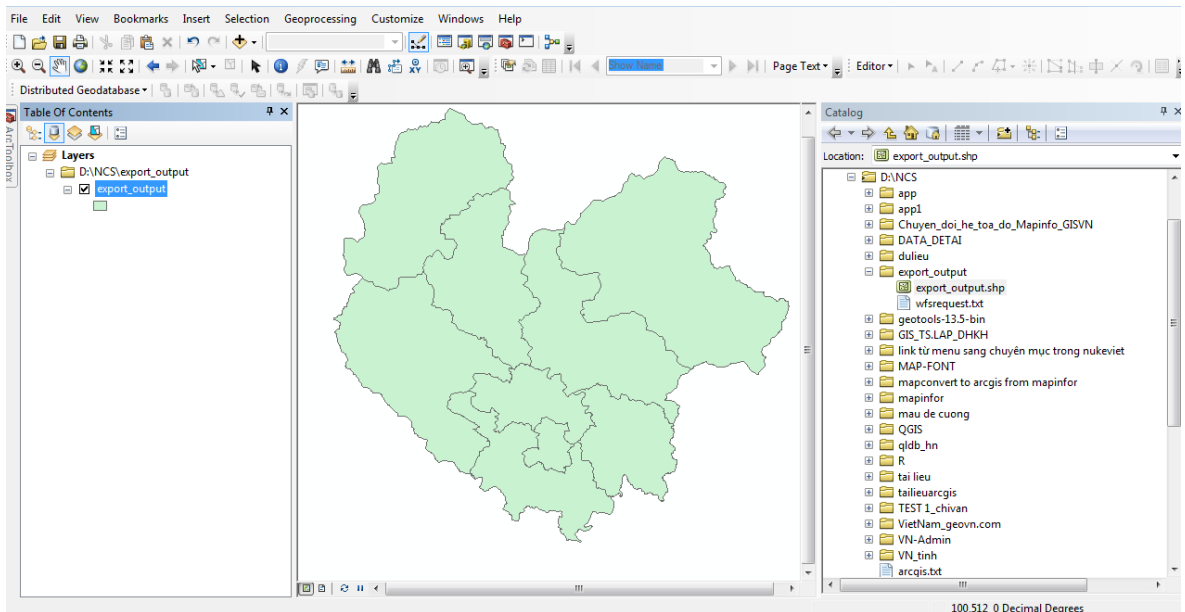 File Edit View Bookmarks Insert Selection Geoprocessing Customize Windows Help
Show Name
Page Text
Editor
Distributed Geodatabase
ArcToolbox
Table Of Contents
Layers
D:\NCS\export_output
export_output
Catalog
Location: export_output.shp
D:\NCS
app
app1
Chuyen_doi_he_toa_do_Mapinfo_GISVN
DATA_DETAI
dulieu
export_output
export_output.shp
wfsrequest.txt
geotools-13.5-bin
GIS_TS.LAP_DHKH
link từ menu sang chuyên mục trong nukeviet
MAP-FONT
mapconvert to arcgis from mapinfor
mapinfor
mau de cuong
QGIS
qldb_hn
R
tai lieu
tailieuarcgis
TEST 1_chivan
VietNam_geovn.com
VN-Admin
VN_tinh
arcgis.txt
100.512 0 Decimal Degrees